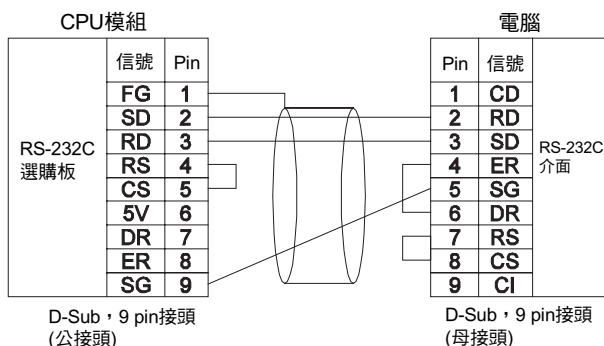 CPU模組
電腦
信號 Pin
Pin 信號
RS-232C
選購板
FG 1
SD 2
RD 3
RS 4
CS 5
5V 6
DR 7
ER 8
SG 9
1 CD
2 RD
3 SD
4 ER
5 SG
6 DR
7 RS
8 CS
9 CI
RS-232C
介面
D-Sub，9 pin接頭
(公接頭)
D-Sub，9 pin接頭
(母接頭)